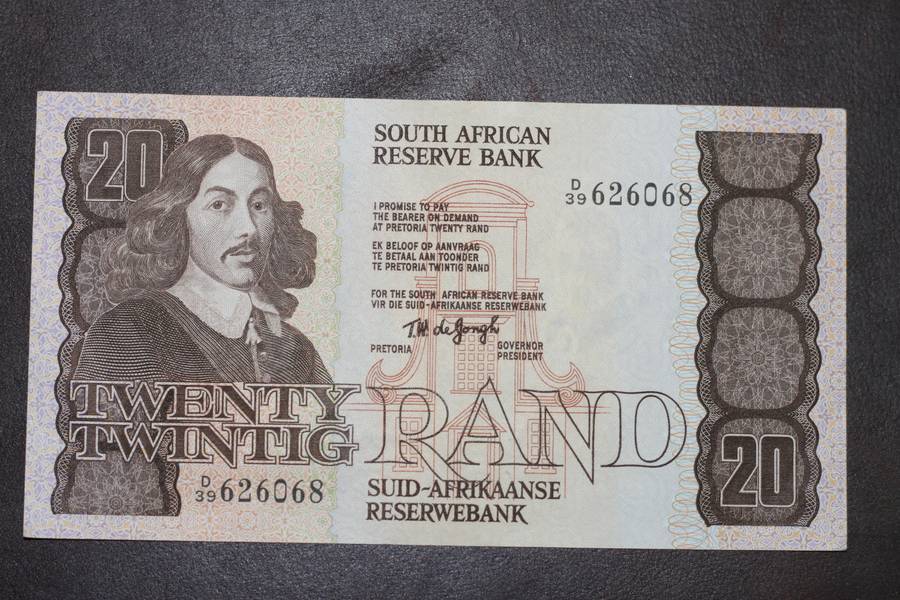 20
SOUTH AFRICAN
RESERVE BANK
D/39 626068
I PROMISE TO PAY
THE BEARER ON DEMAND
AT PRETORIA TWENTY RAND
EK BELOOF OP AANVRAAG
TE BETAAL AAN TOONDER
TE PRETORIA TWINTIG RAND
FOR THE SOUTH AFRICAN RESERVE BANK
VIR DIE SUID-AFRIKAANSE RESERWEBANK
T.W. de Jongh
PRETORIA
GOVERNOR
PRESIDENT
TWENTY
TWINTIG
RAND
D/39 626068
SUID-AFRIKAANSE
RESERWEBANK
20